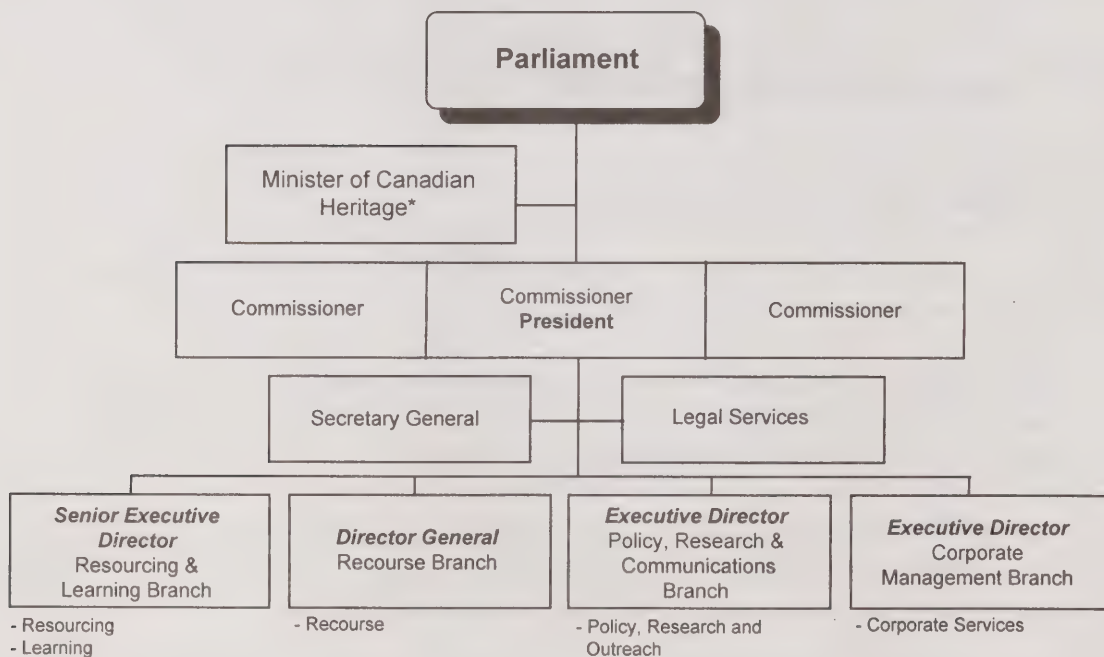 Parliament
Minister of Canadian
Heritage*
Commissioner
Commissioner
President
Commissioner
Secretary General
Legal Services
Senior Executive
Director
Resourcing &
Learning Branch
Director General
Recourse Branch
Executive Director
Policy, Research &
Communications
Branch
Executive Director
Corporate
Management Branch
- Resourcing
- Learning
- Recourse
- Policy, Research and
Outreach
- Corporate Services